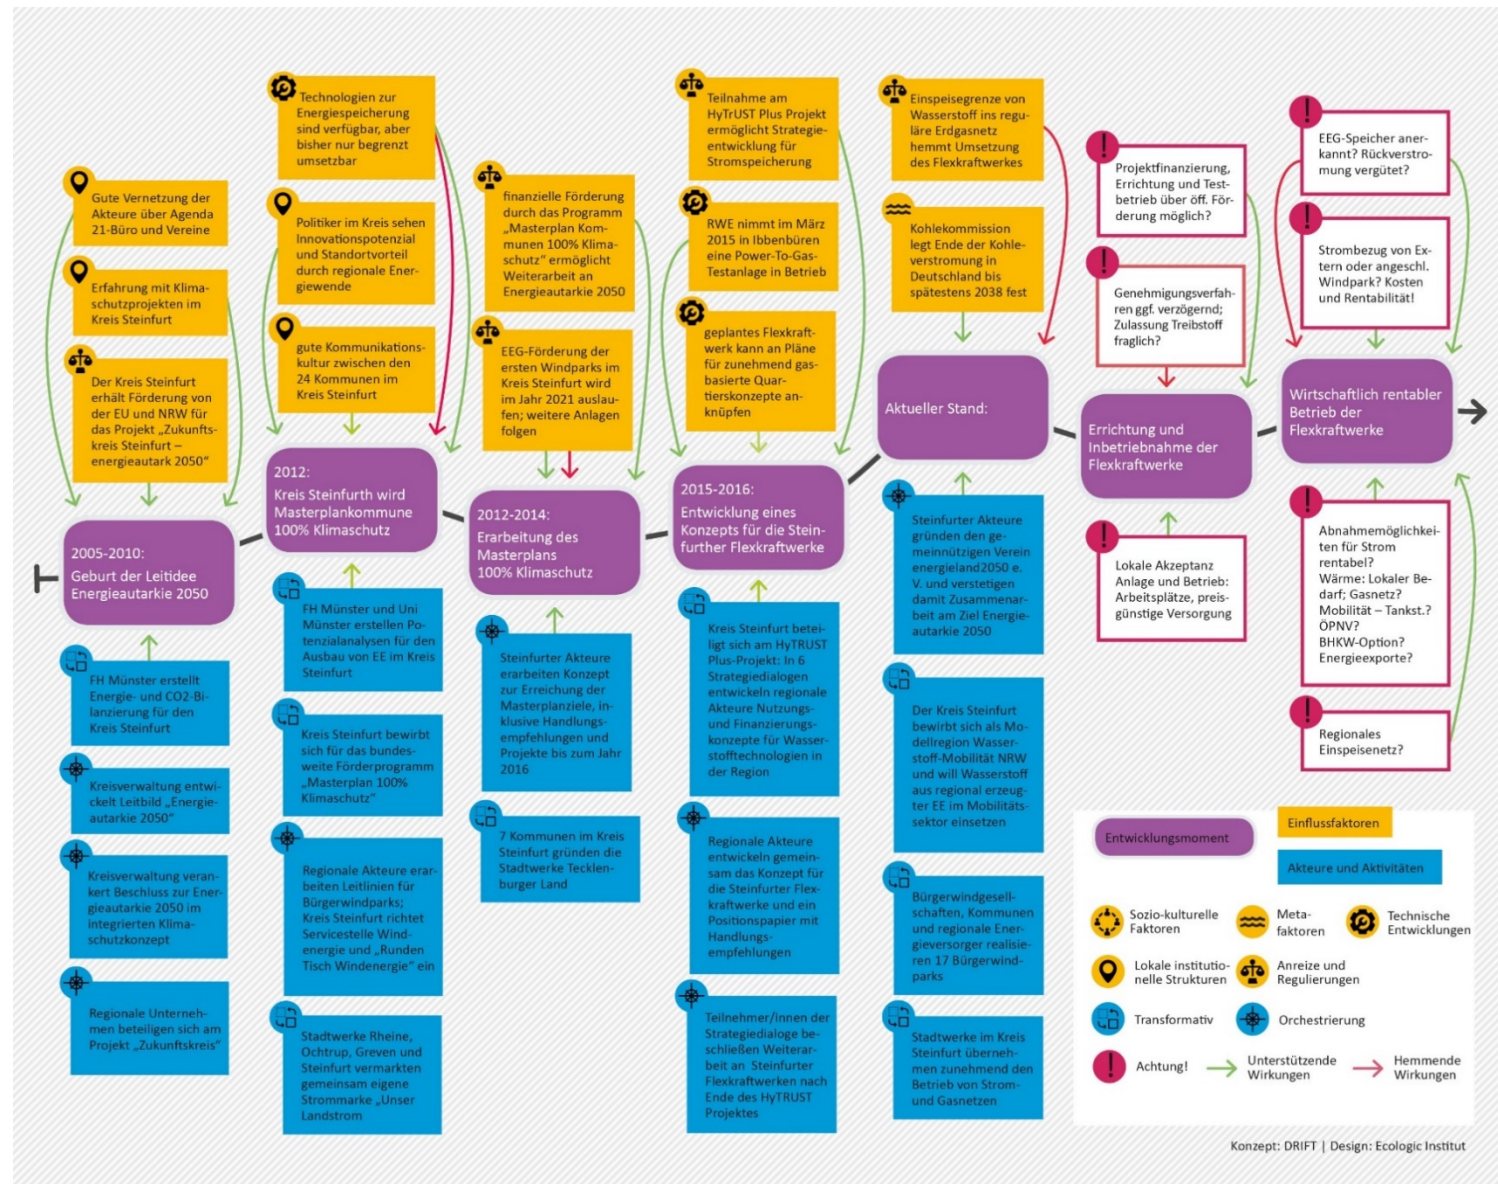 Gute Vernetzung der
Akteure über Agenda
21-Büro und Vereine
Erfahrung mit Klima-
schutzprojekten im
Kreis Steinfurt
Der Kreis Steinfurt
erhält Förderung von
der EU und NRW für
das Projekt „Zukunfts-
kreis Steinfurt –
energieautark 2050“
2005-2010:
Geburt der Leitidee
Energieautarkie 2050
FH Münster erstellt
Energie- und CO2-Bi-
lanzierung für den
Kreis Steinfurt
Kreisverwaltung entwi-
ckelt Leitbild „Energie-
autarkie 2050“
Kreisverwaltung veran-
kert Beschluss zur Ener-
gieautarkie 2050 im
integrierten Klima-
schutzkonzept
Regionale Unterneh-
men beteiligen sich am
Projekt „Zukunftskreis“
Technologien zur
Energiespeicherung
sind verfügbar, aber
bisher nur begrenzt
umsetzbar
Politiker im Kreis sehen
Innovationspotenzial
und Standortvorteil
durch regionale Ener-
giewende
gute Kommunikations-
kultur zwischen den
24 Kommunen im
Kreis Steinfurt
2012:
Kreis Steinfurth wird
Masterplankommune
100% Klimaschutz
FH Münster und Uni
Münster erstellen Po-
tenzialanalysen für den
Ausbau von EE im Kreis
Steinfurt
Kreis Steinfurt bewirbt
sich für das bundes-
weite Förderprogramm
„Masterplan 100%
Klimaschutz“
Regionale Akteure erar-
beiten Leitlinien für
Bürgerwindparks;
Kreis Steinfurt richtet
Servicestelle Wind-
energie und „Runden
Tisch Windenergie“ ein
Stadtwerke Rheine,
Ochtrup, Greven und
Steinfurt vermarkten
gemeinsam eigene
Strommarke „Unser
Landstrom
finanzielle Förderung
durch das Programm
„Masterplan Kom-
munen 100% Klima-
schutz“ ermöglicht
Weiterarbeit an
Energieautarkie 2050
EEG-Förderung der
ersten Windparks im
Kreis Steinfurt wird
im Jahr 2021 auslau-
fen; weitere Anlagen
folgen
2012-2014:
Erarbeitung des
Masterplans
100% Klimaschutz
Steinfurter Akteure
erarbeiten Konzept
zur Erreichung der
Masterplanziele, in-
klusive Handlungs-
empfehlungen und
Projekte bis zum Jahr
2016
7 Kommunen im Kreis
Steinfurt gründen die
Stadtwerke Tecklen-
burger Land
Teilnahme am
HyTrUST Plus Projekt
ermöglicht Strategie-
entwicklung für
Stromspeicherung
RWE nimmt im März
2015 in Ibbenbüren
eine Power-To-Gas-
Testanlage in Betrieb
geplantes Flexkraft-
werk kann an Pläne
für zunehmend gas-
basierte Quar-
tierskonzepte an-
knüpfen
2015-2016:
Entwicklung eines
Konzepts für die Stein-
further Flexkraftwerke
Kreis Steinfurt betei-
ligt sich am HyTRUST
Plus-Projekt: In 6
Strategiedialogen
entwickeln regionale
Akteure Nutzungs-
und Finanzierungs-
konzepte für Wasser-
stofftechnologien in
der Region
Regionale Akteure
entwickeln gemein-
sam das Konzept für
die Steinfurter Flex-
kraftwerke und ein
Positionspapier mit
Handlungs-
empfehlungen
Teilnehmer/innen der
Strategiedialoge be-
schließen Weiterar-
beit an Steinfurter
Flexkraftwerken nach
Ende des HyTRUST
Projektes
Einspeisegrenze von
Wasserstoff ins regu-
läre Erdgasnetz
hemmt Umsetzung
des Flexkraftwerkes
Kohlekommission
legt Ende der Kohle-
verstromung in
Deutschland bis
spätestens 2038 fest
Aktueller Stand:
Steinfurter Akteure
gründen den ge-
meinnützigen Verein
energieland2050 e.
V. und verstetigen
damit Zusammenar-
beit am Ziel Energie-
autarkie 2050
Der Kreis Steinfurt
bewirbt sich als Mo-
dellregion Wasser-
stoff-Mobilität NRW
und will Wasserstoff
aus regional erzeug-
ter EE im Mobilitäts-
sektor einsetzen
Bürgerwindgesell-
schaften, Kommunen
und regionale Ener-
gieversorger realisie-
ren 17 Bürgerwind-
parks
Stadtwerke im Kreis
Steinfurt überneh-
men zunehmend den
Betrieb von Strom-
und Gasnetzen
Projektfinanzierung,
Errichtung und Test-
betrieb über öff. För-
derung möglich?
Genehmigungsverfah-
ren ggf. verzögernd;
Zulassung Treibstoff
fraglich?
Errichtung und
Inbetriebnahme der
Flexkraftwerke
Lokale Akzeptanz
Anlage und Betrieb:
Arbeitsplätze, preis-
günstige Versorgung
EEG-Speicher aner-
kannt? Rückverstro-
mung vergütet?
Strombezug von Ex-
tern oder angeschl.
Windpark? Kosten
und Rentabilität!
Wirtschaftlich rentabler
Betrieb der
Flexkraftwerke
Abnahmemöglichkei-
ten für Strom
rentabel?
Wärme: Lokaler Be-
darf; Gasnetz?
Mobilität – Tankst.?
ÖPNV?
BHKW-Option?
Energieexporte?
Regionales
Einspeisenetz?
Entwicklungsmoment
Einflussfaktoren
Akteure und Aktivitäten
Sozio-kulturelle
Faktoren
Meta-
faktoren
Technische
Entwicklungen
Lokale institutio-
nelle Strukturen
Anreize und
Regulierungen
Transformativ
Orchestrierung
Achtung!
Unterstützende
Wirkungen
Hemmende
Wirkungen
Konzept: DRIFT | Design: Ecologic Institut